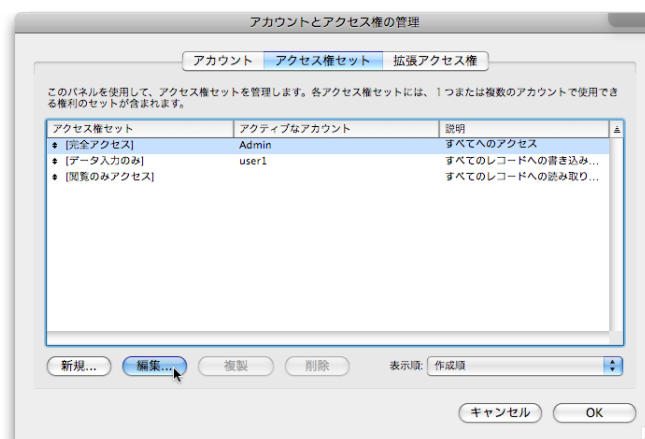 アカウントとアクセス権の管理
アカウント アクセス権セット 拡張アクセス権
このパネルを使用して、アクセス権セットを管理します。各アクセス権セットには、1つまたは複数のアカウントで使用でき
る権利のセットが含まれます。
アクセス権セット アクティブなアカウント 説明
[完全アクセス] Admin すべてへのアクセス
[データ入力のみ] user1 すべてのレコードへの書き込み...
[閲覧のみアクセス] すべてのレコードへの読み取り...
新規... 編集... 複製 削除 表示順: 作成順
キャンセル OK